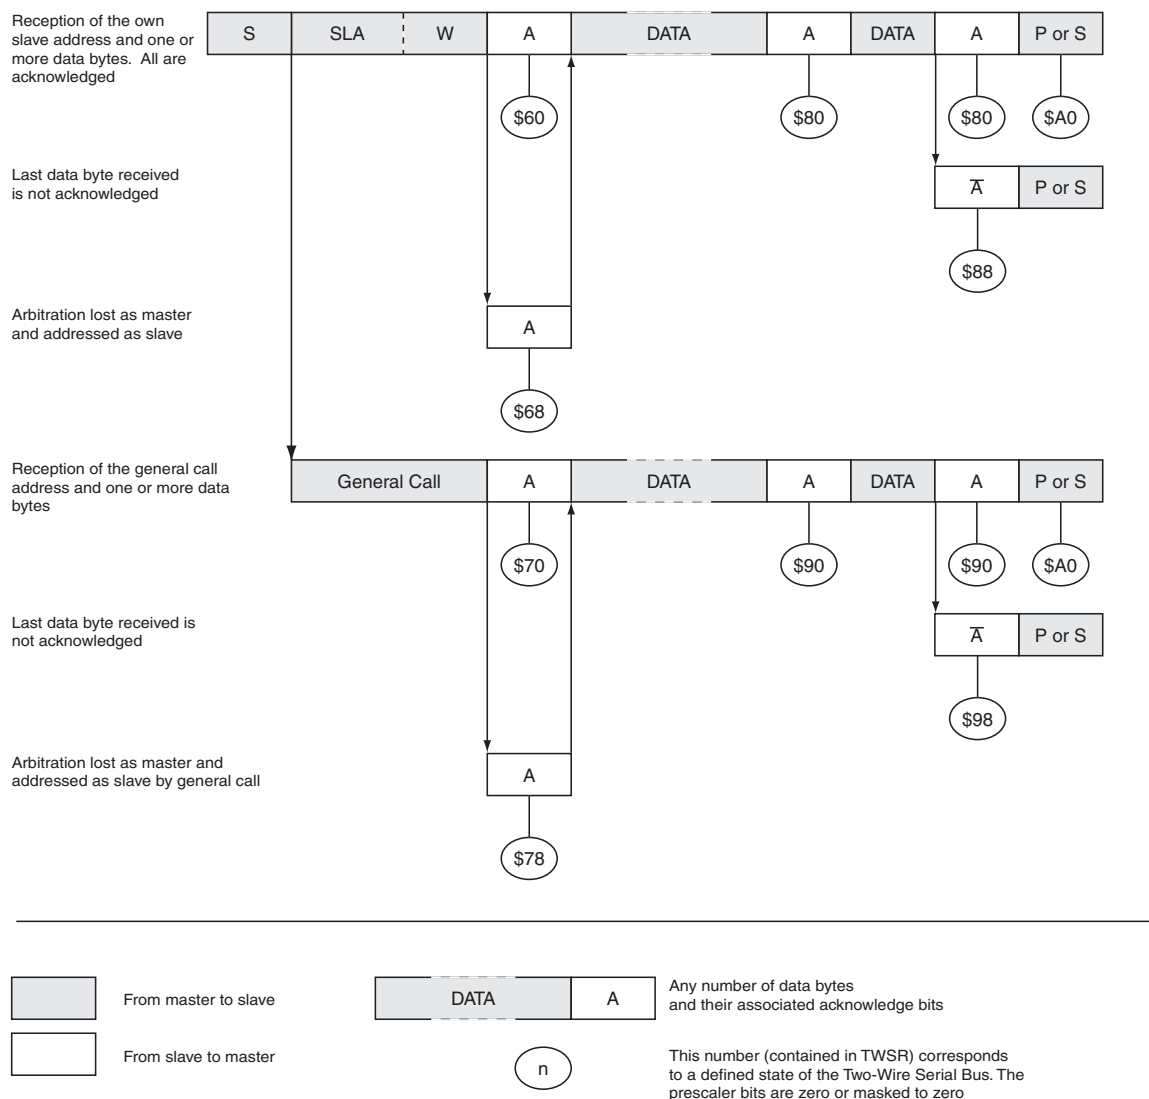 Reception of the own
slave address and one or
more data bytes. All are
acknowledged
S SLA W A DATA A DATA A P or S
$60 $80 $80 $A0
Last data byte received
is not acknowledged
A̅ P or S
$88
Arbitration lost as master
and addressed as slave
A
$68
Reception of the general call
address and one or more data
bytes
General Call A DATA A DATA A P or S
$70 $90 $90 $A0
Last data byte received is
not acknowledged
A̅ P or S
$98
Arbitration lost as master and
addressed as slave by general call
A
$78
From master to slave
DATA A
Any number of data bytes
and their associated acknowledge bits
From slave to master
n
This number (contained in TWSR) corresponds
to a defined state of the Two-Wire Serial Bus. The
prescaler bits are zero or masked to zero